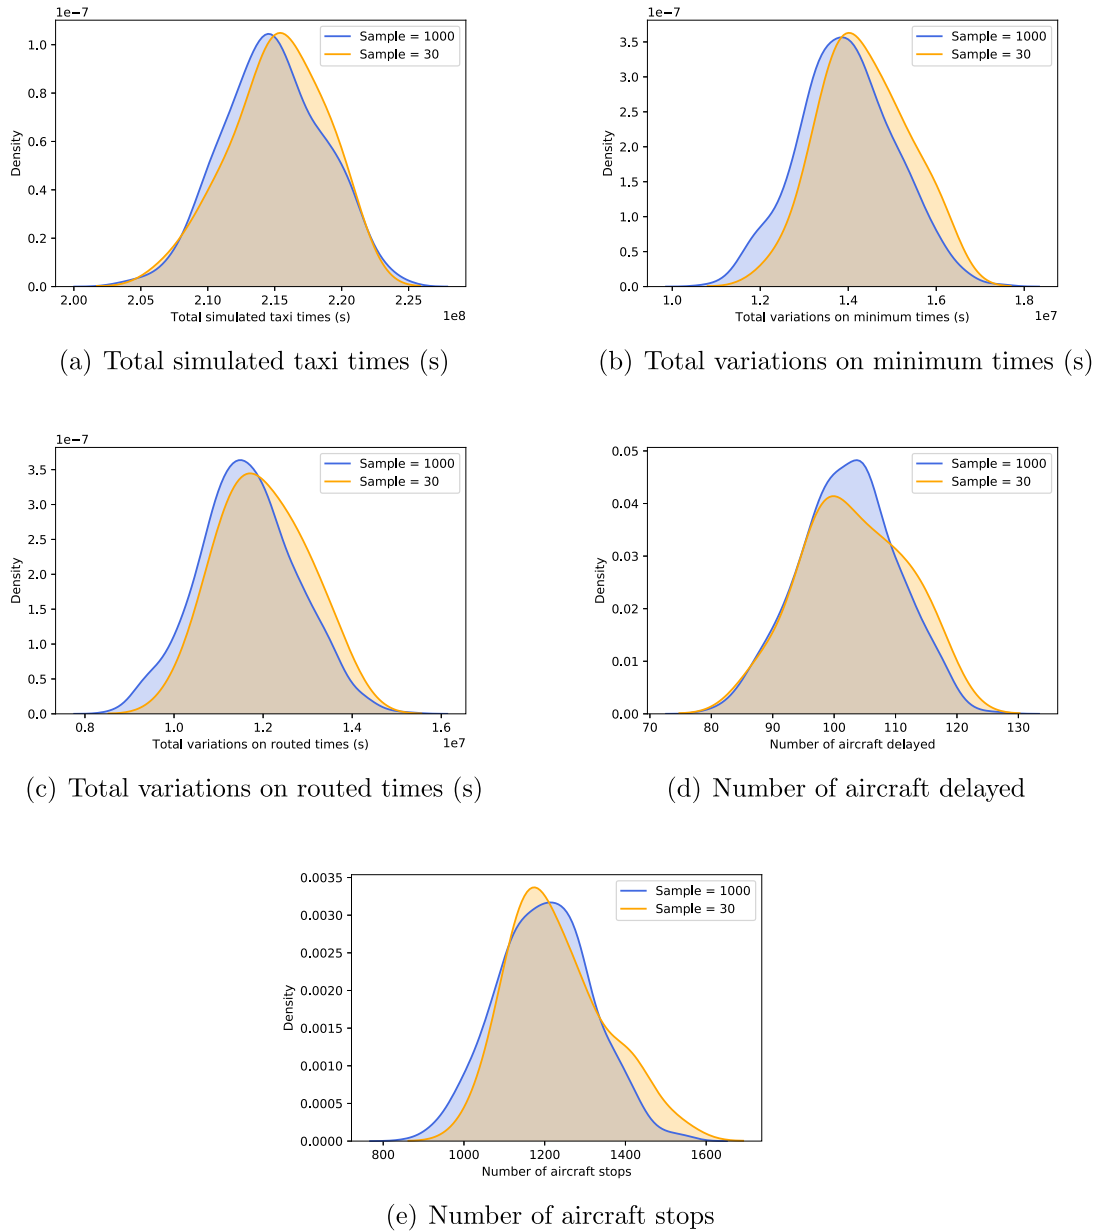 1e−7
Sample = 1000
Sample = 30
1.0
0.8
0.6
0.4
0.2
0.0
Density
2.00 2.05 2.10 2.15 2.20 2.25
Total simulated taxi times (s)
1e8
(a) Total simulated taxi times (s)
1e−7
Sample = 1000
Sample = 30
3.5
3.0
2.5
2.0
1.5
1.0
0.5
0.0
Density
1.0 1.2 1.4 1.6 1.8
Total variations on minimum times (s)
1e7
(b) Total variations on minimum times (s)
1e−7
Sample = 1000
Sample = 30
3.5
3.0
2.5
2.0
1.5
1.0
0.5
0.0
Density
0.8 1.0 1.2 1.4 1.6
Total variations on routed times (s)
1e7
(c) Total variations on routed times (s)
Sample = 1000
Sample = 30
0.05
0.04
0.03
0.02
0.01
0.00
Density
70 80 90 100 110 120 130
Number of aircraft delayed
(d) Number of aircraft delayed
Sample = 1000
Sample = 30
0.0035
0.0030
0.0025
0.0020
0.0015
0.0010
0.0005
0.0000
Density
800 1000 1200 1400 1600
Number of aircraft stops
(e) Number of aircraft stops